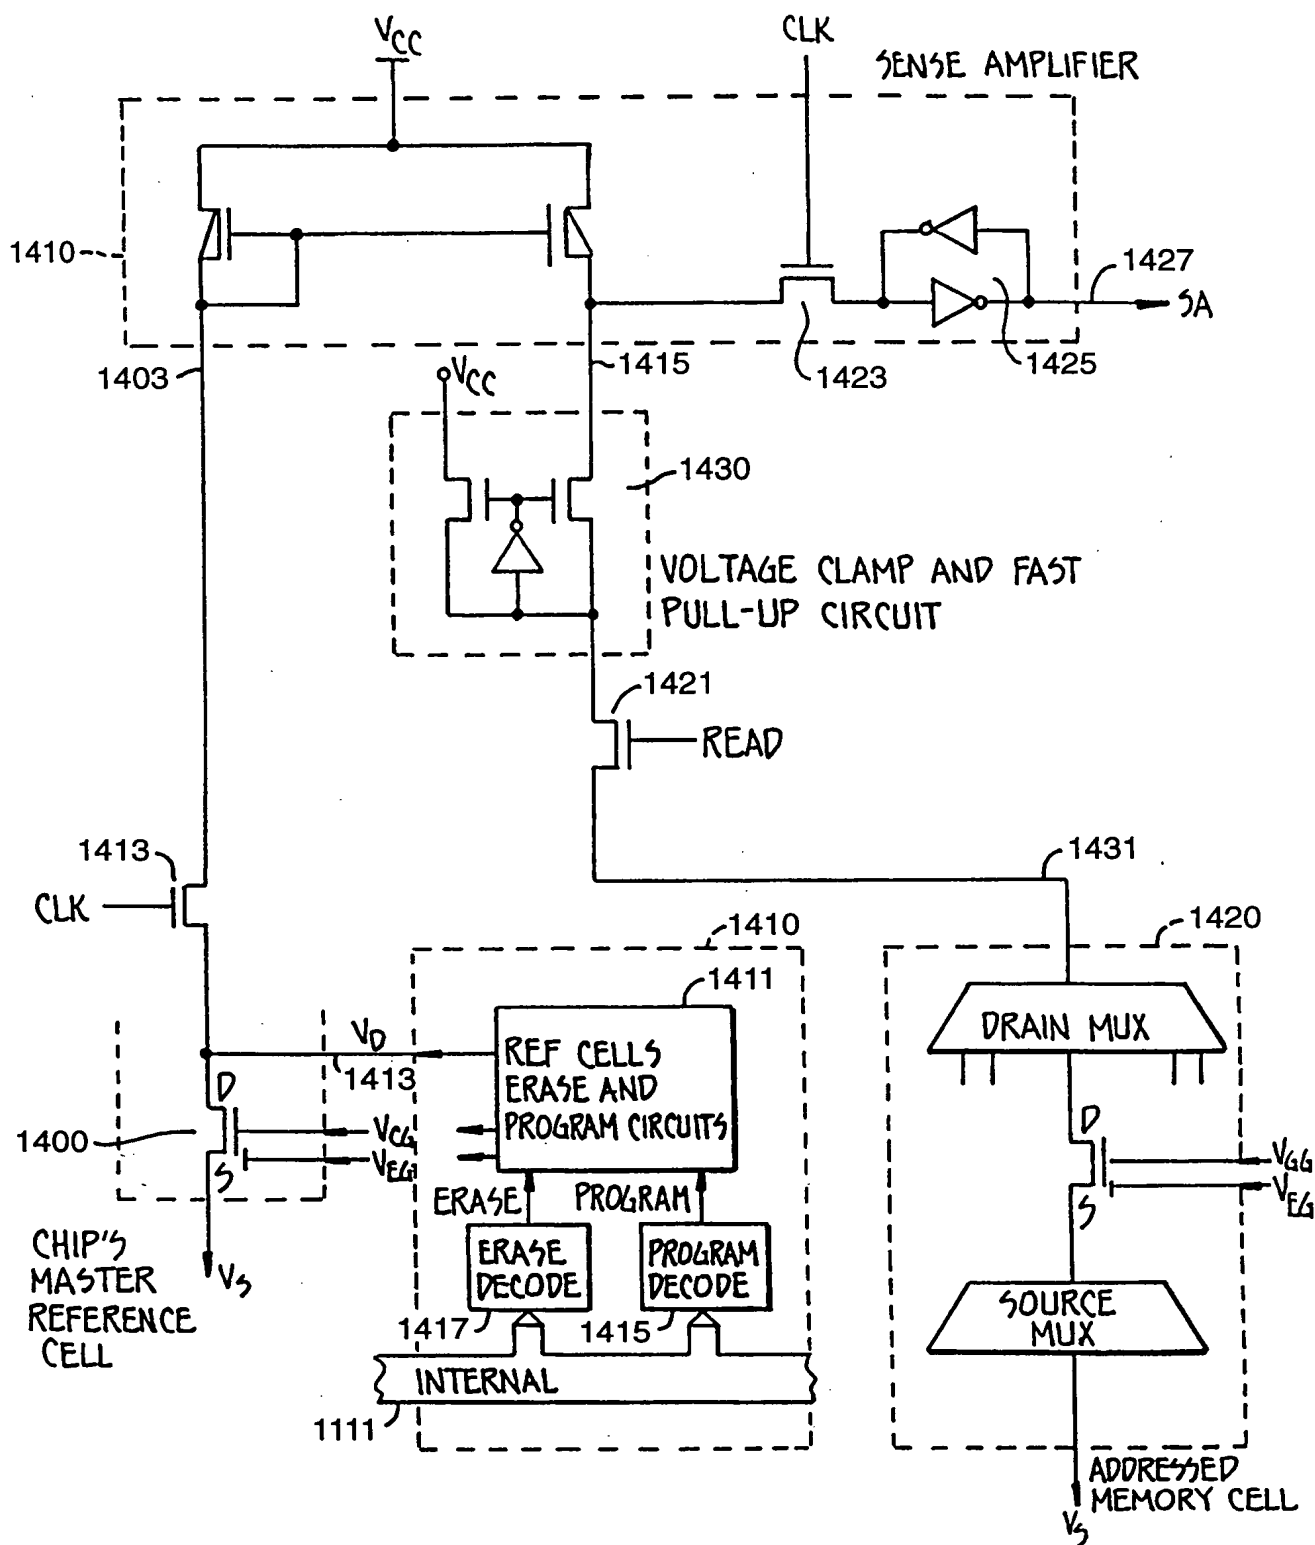 VCC
CLK
SENSE AMPLIFIER
1410
1427
SA
1403
1415
1423
1425
VCC
1430
VOLTAGE CLAMP AND FAST
PULL-UP CIRCUIT
1421
READ
1413
CLK
1431
1410
1420
1411
DRAIN MUX
VD
1413
REF CELLS
ERASE AND
PROGRAM CIRCUITS
D
1400
VCG
VEG
S
D
VGG
VEG
S
ERASE
PROGRAM
CHIP'S
MASTER
REFERENCE
CELL
VS
ERASE
DECODE
PROGRAM
DECODE
1417
1415
SOURCE
MUX
INTERNAL
1111
ADDRESSED
MEMORY CELL
VS